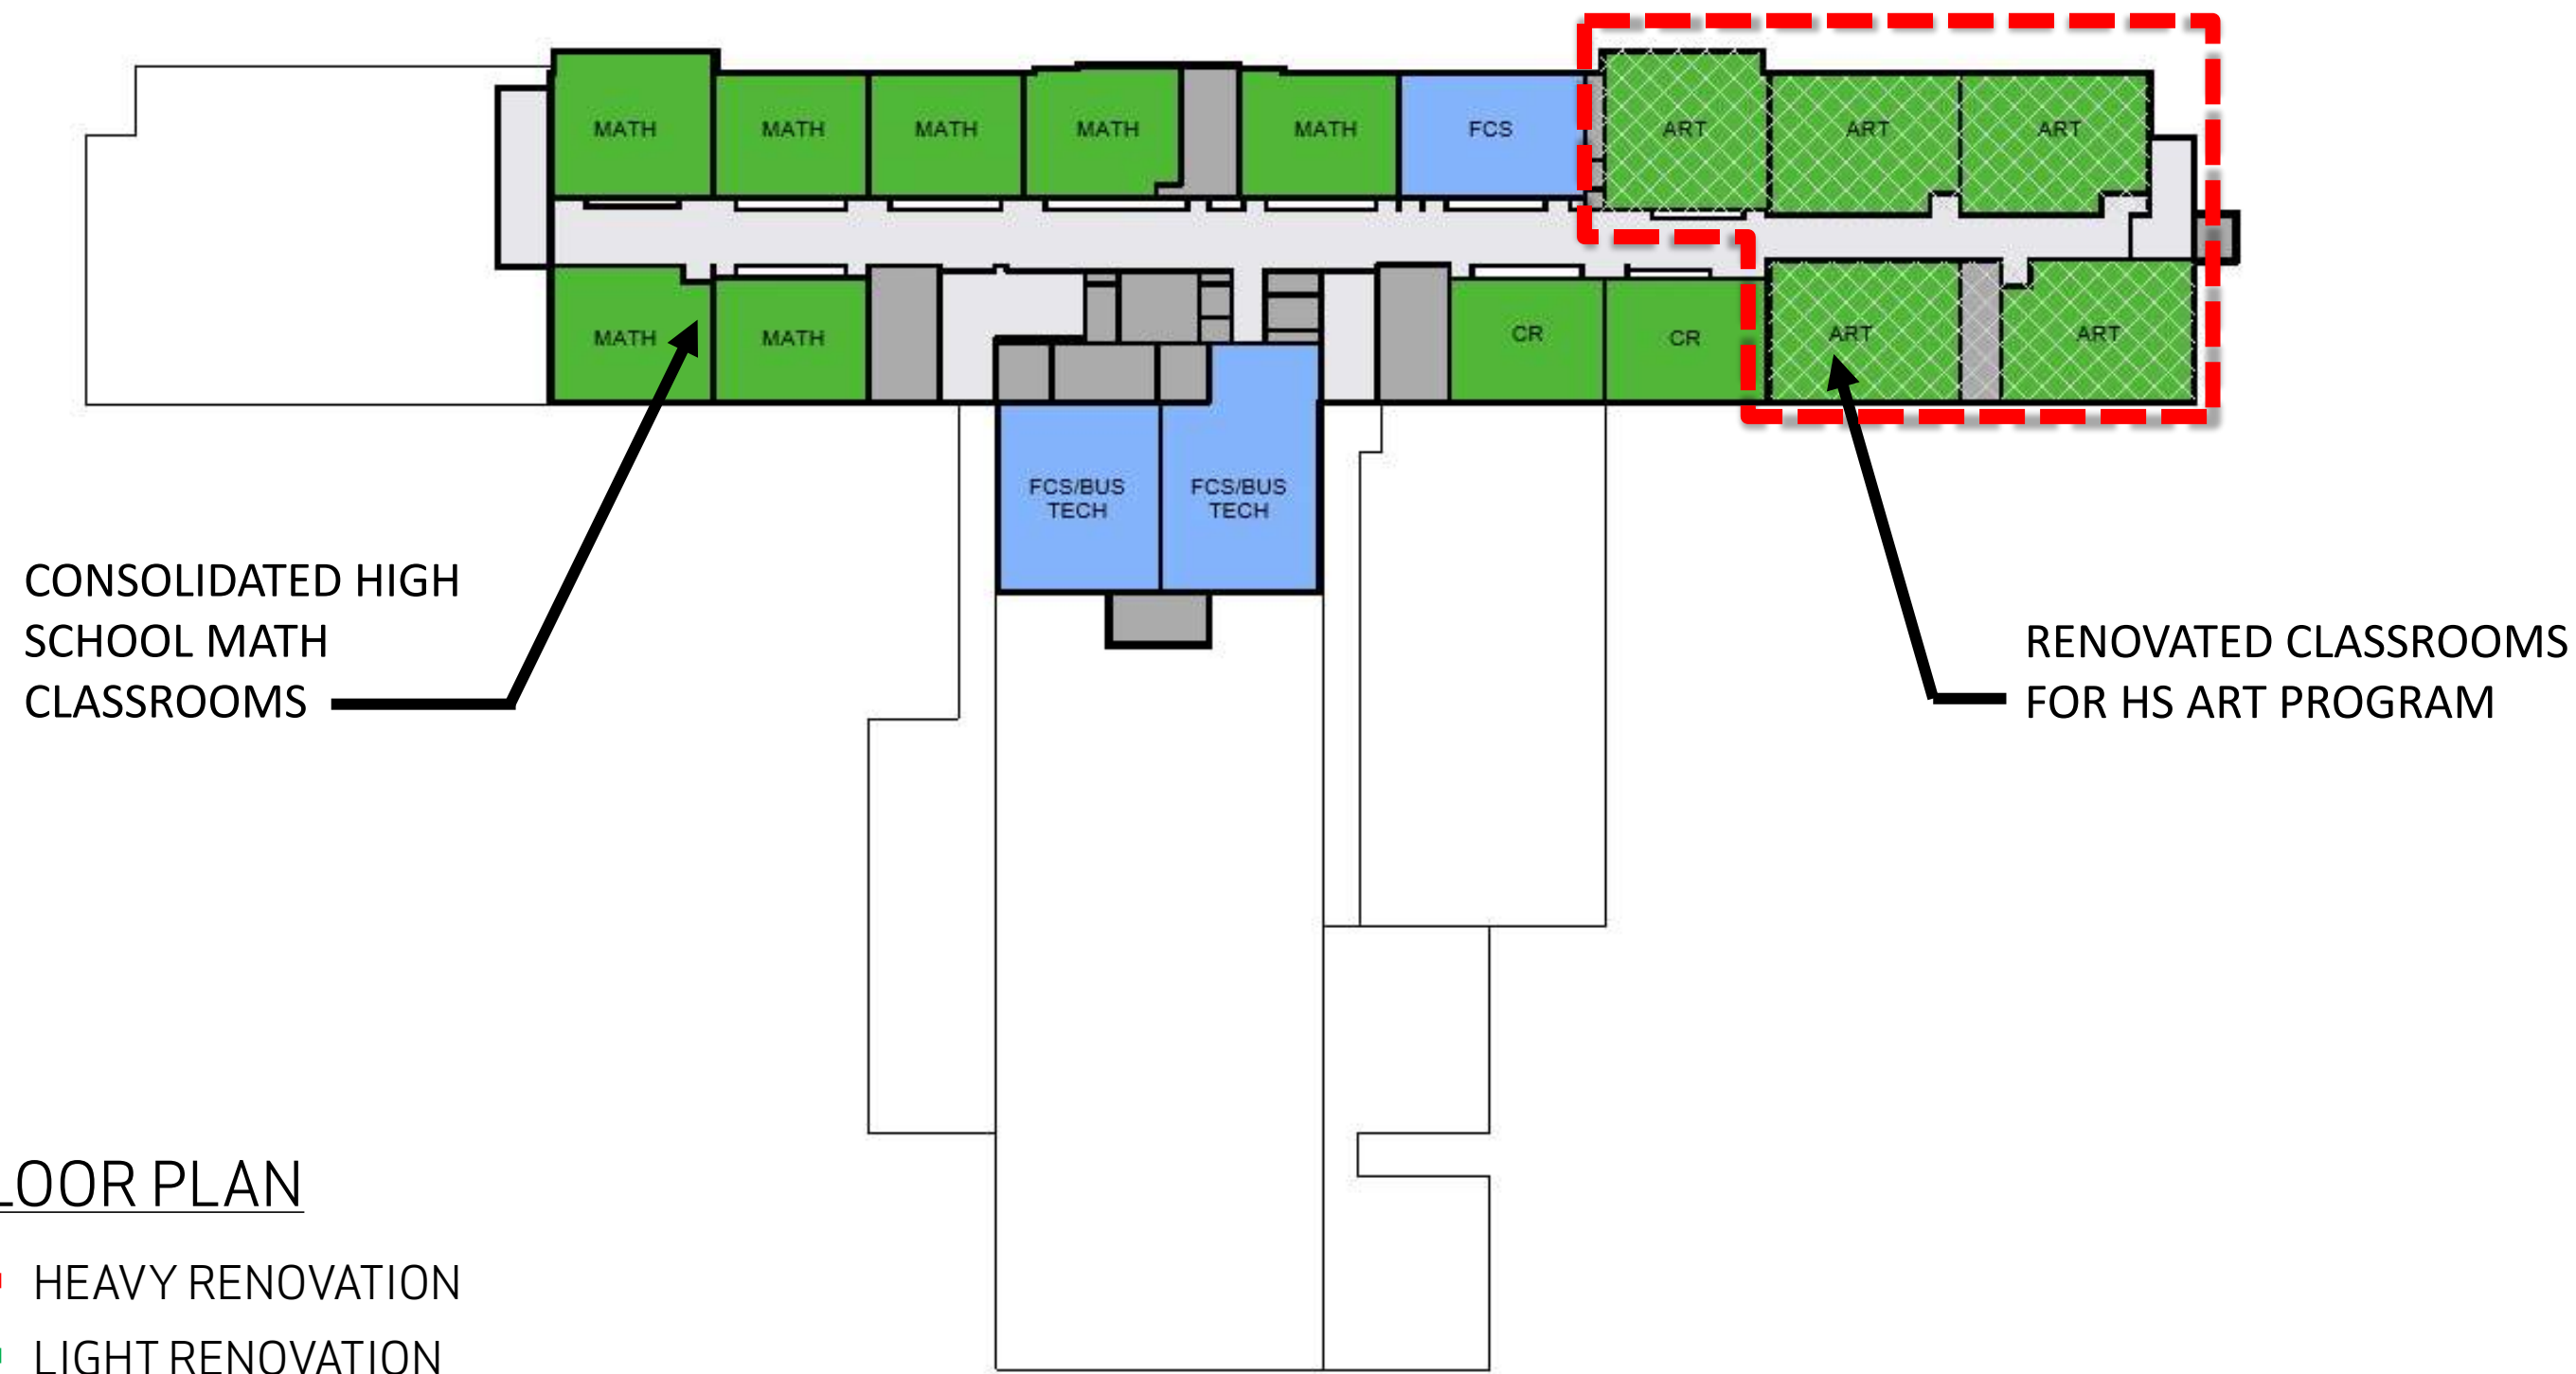 MATH
MATH
MATH
MATH
MATH
FCS
ART
ART
ART
MATH
MATH
CR
CR
ART
ART
FCS/BUS
TECH
FCS/BUS
TECH
CONSOLIDATED HIGH
SCHOOL MATH
CLASSROOMS
RENOVATED CLASSROOMS
FOR HS ART PROGRAM
LOOR PLAN
HEAVY RENOVATION
LIGHT RENOVATION